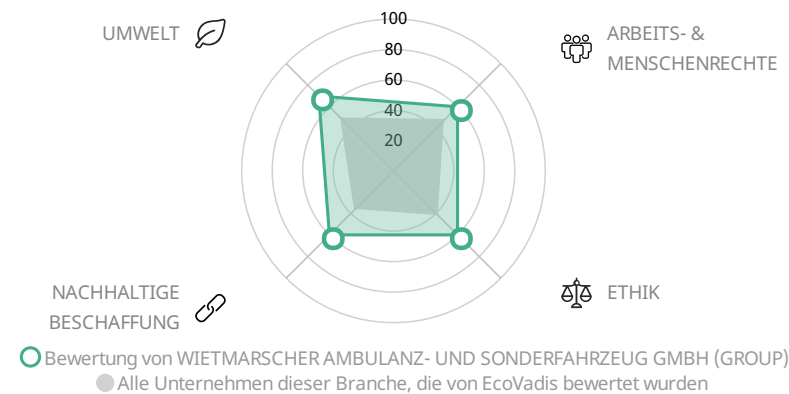 UMWELT
ARBEITS- &
MENSCHENRECHTE
100
80
60
40
20
NACHHALTIGE
BESCHAFFUNG
ETHIK
Bewertung von WIETMARSCHER AMBULANZ- UND SONDERFAHRZEUG GMBH (GROUP)
Alle Unternehmen dieser Branche, die von EcoVadis bewertet wurden